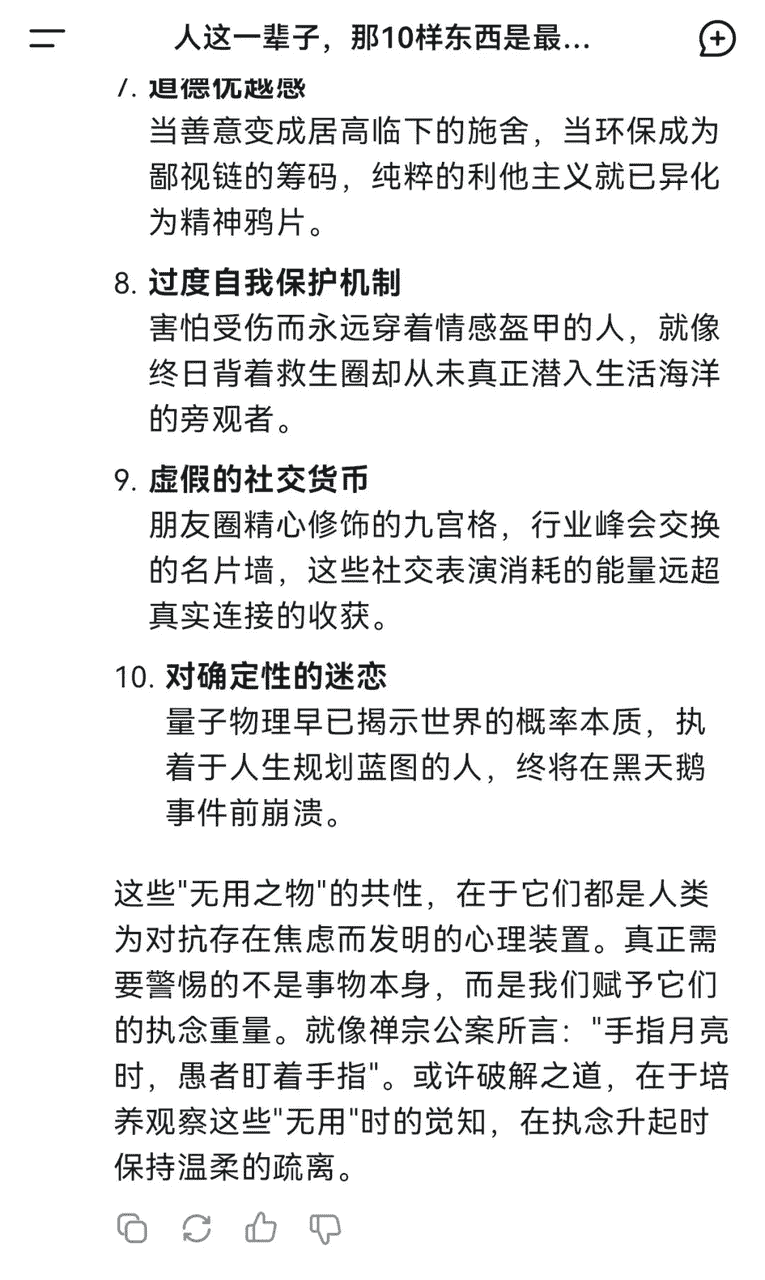 人这一辈子，那10样东西是最...
7. 道德优越感
当善意变成居高临下的施舍，当环保成为
鄙视链的筹码，纯粹的利他主义就已异化
为精神鸦片。
8. 过度自我保护机制
害怕受伤而永远穿着情感盔甲的人，就像
终日背着救生圈却从未真正潜入生活海洋
的旁观者。
9. 虚假的社交货币
朋友圈精心修饰的九宫格，行业峰会交换
的名片墙，这些社交表演消耗的能量远超
真实连接的收获。
10. 对确定性的迷恋
量子物理早已揭示世界的概率本质，执
着于人生规划蓝图的人，终将在黑天鹅
事件前崩溃。
这些"无用之物"的共性，在于它们都是人类
为对抗存在焦虑而发明的心理装置。真正需
要警惕的不是事物本身，而是我们赋予它们
的执念重量。就像禅宗公案所言："手指月亮
时，愚者盯着手指"。或许破解之道，在于培
养观察这些"无用"时的觉知，在执念升起时
保持温柔的疏离。